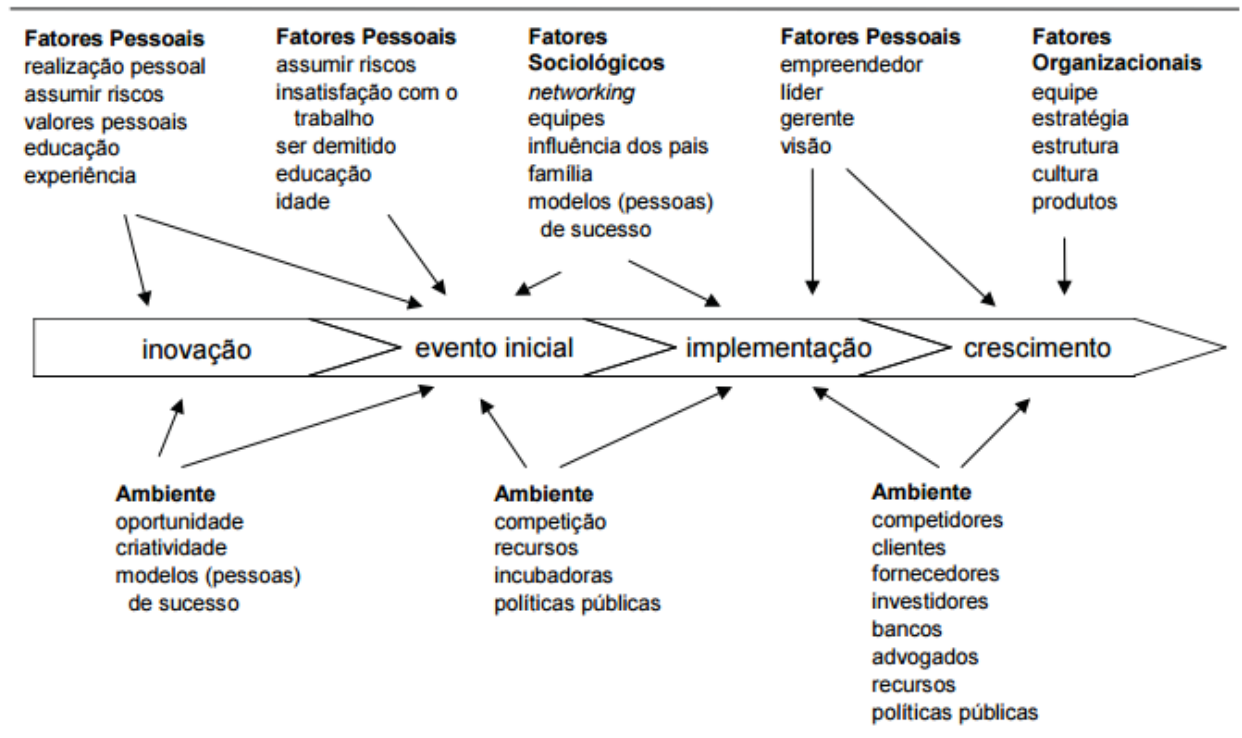 Fatores Pessoais
realização pessoal
assumir riscos
valores pessoais
educação
experiência
Fatores Pessoais
assumir riscos
insatisfação com o
trabalho
ser demitido
educação
idade
Fatores
Sociológicos
networking
equipes
influência dos pais
família
modelos (pessoas)
de sucesso
Fatores Pessoais
empreendedor
líder
gerente
visão
Fatores
Organizacionais
equipe
estratégia
estrutura
cultura
produtos
inovação
evento inicial
implementação
crescimento
Ambiente
oportunidade
criatividade
modelos (pessoas)
de sucesso
Ambiente
competição
recursos
incubadoras
políticas públicas
Ambiente
competidores
clientes
fornecedores
investidores
bancos
advogados
recursos
políticas públicas